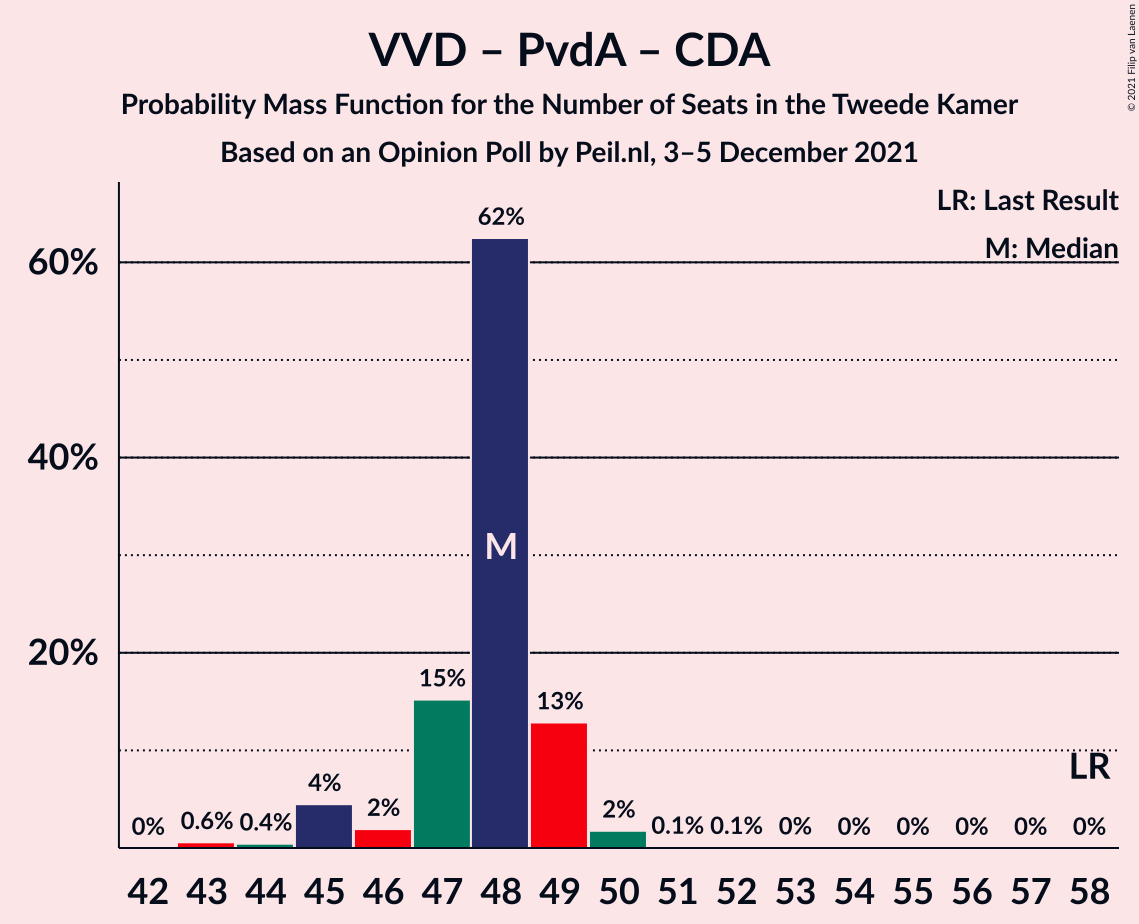 VVD – PvdA – CDA
Probability Mass Function for the Number of Seats in the Tweede Kamer
Based on an Opinion Poll by Peil.nl, 3–5 December 2021
© 2021 Filip van Laenen
LR: Last Result
M: Median
60%
40%
20%
0% 0.6% 0.4% 4% 2% 15% 62% 13% 2% 0.1% 0.1% 0% 0% 0% 0% 0% 0%
M
LR
42 43 44 45 46 47 48 49 50 51 52 53 54 55 56 57 58